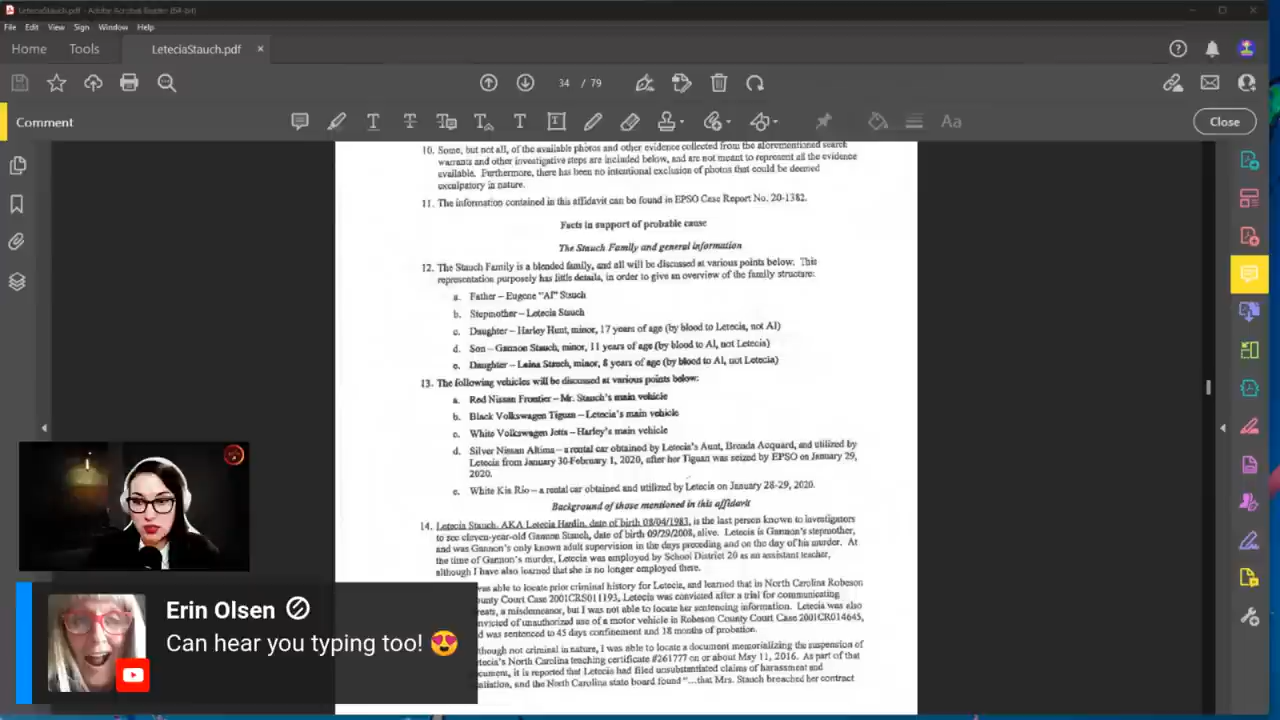 LeteciaStauch.pdf - Adobe Acrobat Reader (64-bit)
File Edit View Sign Window Help
Home Tools LeteciaStauch.pdf ×
34 / 79
Comment
Close
10. Some, but not all, of the available photos and other evidence collected from the aforementioned search
warrants and other investigative steps are included below, and are not meant to represent all the evidence
available. Furthermore, there has been no intentional exclusion of photos that could be deemed
exculpatory in nature.
11. The information contained in this affidavit can be found in EPSO Case Report No. 20-1382.
Facts in support of probable cause
The Stauch Family and general information
12. The Stauch Family is a blended family, and all will be discussed at various points below. This
representation purposely has little details, in order to give an overview of the family structure:
a. Father – Eugene "Al" Stauch
b. Stepmother – Letecia Stauch
c. Daughter – Harley Hunt, minor, 17 years of age (by blood to Letecia, not Al)
d. Son – Gannon Stauch, minor, 11 years of age (by blood to Al, not Letecia)
e. Daughter – Laina Stauch, minor, 8 years of age (by blood to Al, not Letecia)
13. The following vehicles will be discussed at various points below:
a. Red Nissan Frontier – Mr. Stauch's main vehicle
b. Black Volkswagen Tiguan – Letecia's main vehicle
c. White Volkswagen Jetta – Harley's main vehicle
d. Silver Nissan Altima – a rental car obtained by Letecia's Aunt, Brenda Acquard, and utilized by
Letecia from January 30-February 1, 2020, after her Tiguan was seized by EPSO on January 29,
2020.
e. White Kia Rio – a rental car obtained and utilized by Letecia on January 28-29, 2020.
Background of those mentioned in this affidavit
14. Letecia Stauch, AKA Letecia Hardin, date of birth 08/04/1983, is the last person known to investigators
to see eleven-year-old Gannon Stauch, date of birth 09/29/2008, alive. Letecia is Gannon's stepmother,
and was Gannon's only known adult supervision in the days preceding and on the day of his murder. At
the time of Gannon's murder, Letecia was employed by School District 20 as an assistant teacher,
although I have also learned that she is no longer employed there.
was able to locate prior criminal history for Letecia, and learned that in North Carolina Robeson
unty Court Case 2001CRS011193, Letecia was convicted after a trial for communicating
reats, a misdemeanor, but I was not able to locate her sentencing information. Letecia was also
nvicted of unauthorized use of a motor vehicle in Robeson County Court Case 2001CR014645,
d was sentenced to 45 days confinement and 18 months of probation.
though not criminal in nature, I was able to locate a document memorializing the suspension of
tecia's North Carolina teaching certificate #261777 on or about May 11, 2016. As part of that
cument, it is reported that Letecia had filed unsubstantiated claims of harassment and
aliation, and the North Carolina state board found "...that Mrs. Stauch breached her contract
Erin Olsen
Can hear you typing too! 😍